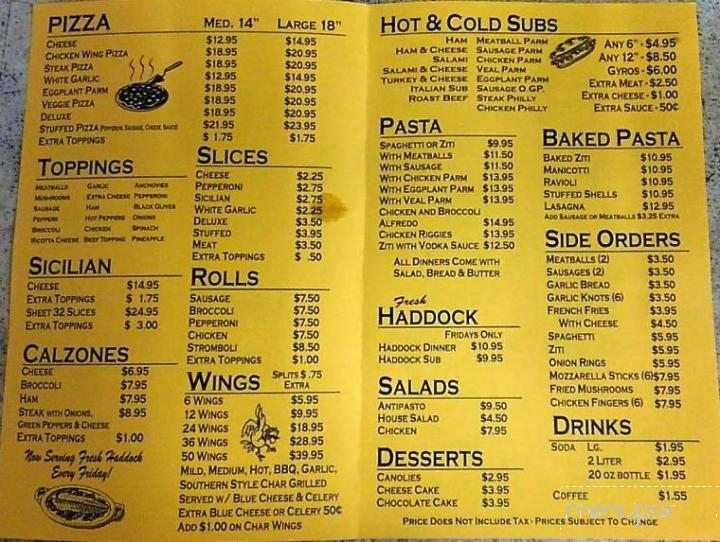 PIZZA MED. 14" LARGE 18"
CHEESE $12.95 $14.95
CHICKEN WING PIZZA $18.95 $20.95
STEAK PIZZA $18.95 $20.95
WHITE GARLIC $12.95 $14.95
EGGPLANT PARM $18.95 $20.95
VEGGIE PIZZA $18.95 $20.95
DELUXE $18.95 $20.95
STUFFED PIZZA (PEPPERONI, SAUSAGE, CHEESE, SAUCE) $21.95 $23.95
EXTRA TOPPINGS $ 1.75 $1.75
TOPPINGS
MEATBALLS GARLIC ANCHOVIES
MUSHROOMS EXTRA CHEESE PEPPERONI
SAUSAGE HAM BLACK OLIVES
PEPPERS HOT PEPPERS ONIONS
BROCCOLI CHICKEN SPINACH
RICOTTA CHEESE BEEF TOPPING PINEAPPLE
SICILIAN
CHEESE $14.95
EXTRA TOPPINGS $ 1.75
SHEET 32 SLICES $24.95
EXTRA TOPPINGS $ 3.00
CALZONES
CHEESE $6.95
BROCCOLI $7.95
HAM $7.95
STEAK WITH ONIONS, $8.95
GREEN PEPPERS & CHEESE
EXTRA TOPPINGS $1.00
Now Serving Fresh Haddock
Every Friday!
SLICES
CHEESE $2.25
PEPPERONI $2.75
SICILIAN $2.75
WHITE GARLIC $2.25
DELUXE $3.50
STUFFED $3.95
MEAT $3.50
EXTRA TOPPINGS $ .50
ROLLS
SAUSAGE $7.50
BROCCOLI $7.50
PEPPERONI $7.50
CHICKEN $7.50
STROMBOLI $8.50
EXTRA TOPPINGS $1.00
WINGS SPLITS $.75
EXTRA
6 WINGS $5.95
12 WINGS $9.95
24 WINGS $18.95
36 WINGS $28.95
50 WINGS $39.95
MILD, MEDIUM, HOT, BBQ, GARLIC,
SOUTHERN STYLE CHAR GRILLED
SERVED W/ BLUE CHEESE & CELERY
EXTRA BLUE CHEESE OR CELERY 50¢
ADD $1.00 ON CHAR WINGS
HOT & COLD SUBS
HAM MEATBALL PARM
HAM & CHEESE SAUSAGE PARM
SALAMI CHICKEN PARM
SALAMI & CHEESE VEAL PARM
TURKEY & CHEESE EGGPLANT PARM
ITALIAN SUB SAUSAGE O.G.P.
ROAST BEEF STEAK PHILLY
CHICKEN PHILLY
ANY 6" - $4.95
ANY 12" - $8.50
GYROS - $6.00
EXTRA MEAT - $2.50
EXTRA CHEESE - $1.00
EXTRA SAUCE - 50¢
PASTA
SPAGHETTI OR ZITI $9.95
WITH MEATBALLS $11.50
WITH SAUSAGE $11.50
WITH CHICKEN PARM $13.95
WITH EGGPLANT PARM $13.95
WITH VEAL PARM $13.95
CHICKEN AND BROCCOLI
ALFREDO $14.95
CHICKEN RIGGIES $13.95
ZITI WITH VODKA SAUCE $12.50
ALL DINNERS COME WITH
SALAD, BREAD & BUTTER
Fresh
HADDOCK
FRIDAYS ONLY
HADDOCK DINNER $10.95
HADDOCK SUB $9.95
SALADS
ANTIPASTO $9.50
HOUSE SALAD $4.50
CHICKEN $7.95
DESSERTS
CANOLIES $2.95
CHEESE CAKE $3.95
CHOCOLATE CAKE $3.95
BAKED PASTA
BAKED ZITI $10.95
MANICOTTI $10.95
RAVIOLI $10.95
STUFFED SHELLS $10.95
LASAGNA $12.95
ADD SAUSAGE OR MEATBALLS $3.25 EXTRA
SIDE ORDERS
MEATBALLS (2) $3.50
SAUSAGES (2) $3.50
GARLIC BREAD $3.50
GARLIC KNOTS (6) $3.50
FRENCH FRIES $3.95
WITH CHEESE $4.50
SPAGHETTI $5.95
ZITI $5.95
ONION RINGS $5.95
MOZZARELLA STICKS (6) $7.95
FRIED MUSHROOMS $7.95
CHICKEN FINGERS (6) $7.95
DRINKS
SODA LG. $1.95
2 LITER $2.95
20 OZ BOTTLE $1.95
COFFEE $1.55
PRICE DOES NOT INCLUDE TAX - PRICES SUBJECT TO CHANGE
menupix